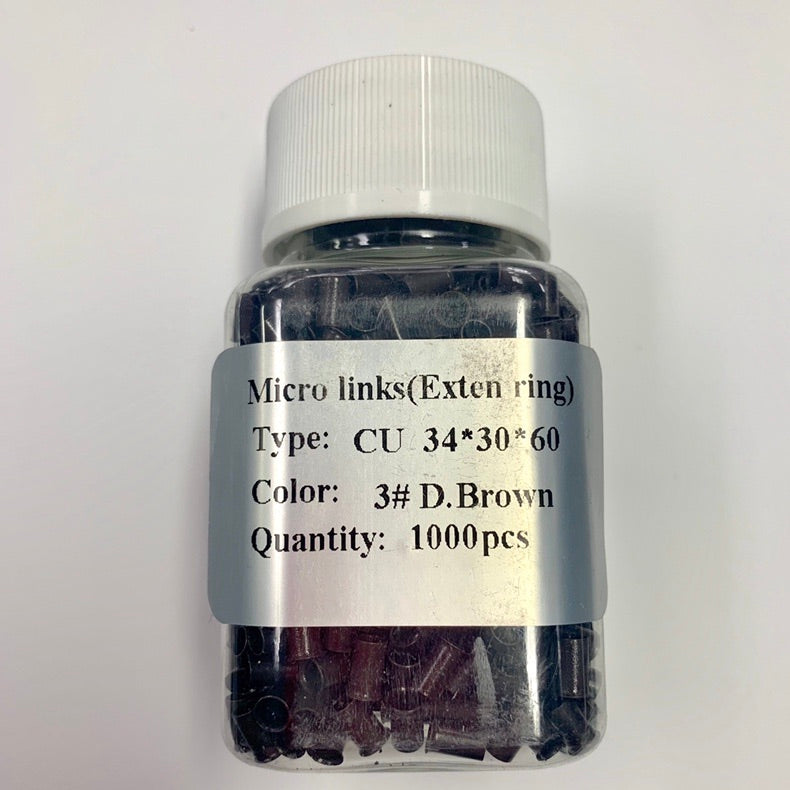 Micro links(Exten ring)
Type: CU 34*30*60
Color: 3# D.Brown
Quantity: 1000pcs